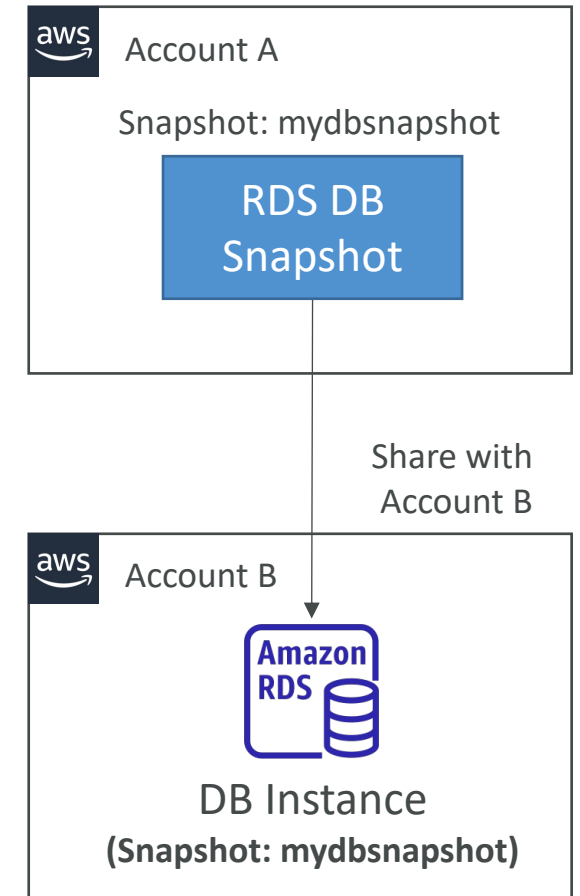 aws
Account A
Snapshot: mydbsnapshot
RDS DB
Snapshot
Share with
Account B
aws
Account B
Amazon
RDS
DB Instance
(Snapshot: mydbsnapshot)